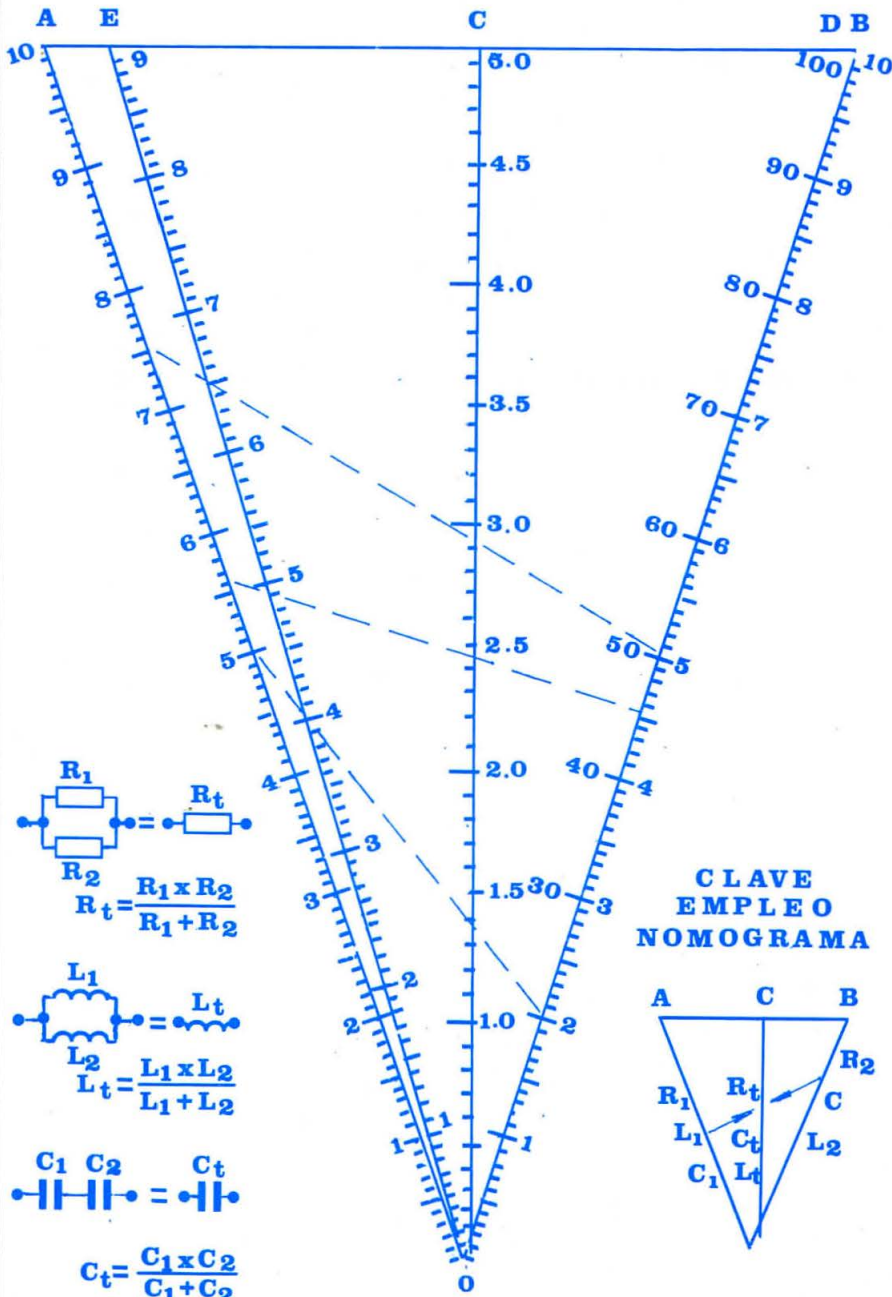 A E C D B
10 9 5.0 100 10
9 8 4.5 90 9
8 7 4.0 80 8
7 6 3.5 70 7
6 5 3.0 60 6
5 4 2.5 50 5
4 3 2.0 40 4
3 2 1.5 30 3
2 1 1.0 2
1 1
0
R1
R2
=
Rt
Rt= R1 x R2
R1+R2
L1
L2
=
Lt
Lt= L1 x L2
L1+L2
C1 C2 = Ct
Ct= C1 x C2
C1+C2
CLAVE
EMPLEO
NOMOGRAMA
A C B
R1 Rt R2
L1 Ct C
C1 Lt L2